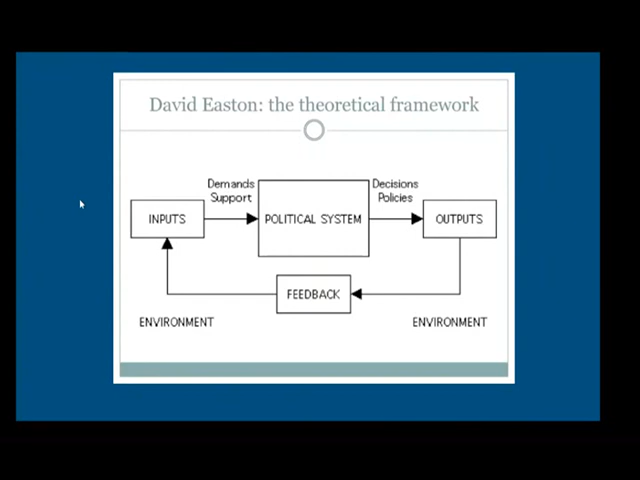 David Easton: the theoretical framework
Demands
Support
Decisions
Policies
INPUTS
POLITICAL SYSTEM
OUTPUTS
FEEDBACK
ENVIRONMENT
ENVIRONMENT